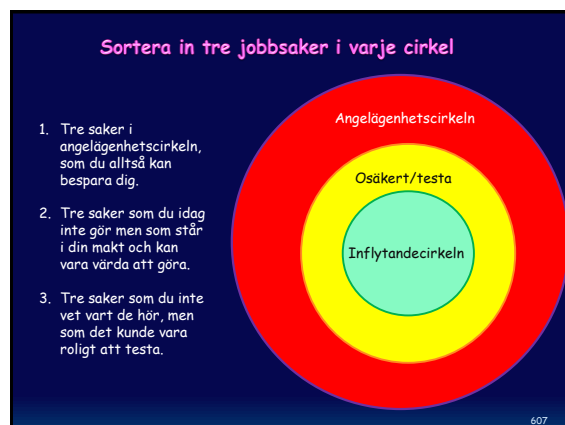 Sortera in tre jobbsaker i varje cirkel
1. Tre saker i
angelägenhetscirkeln,
som du alltså kan
bespara dig.
2. Tre saker som du idag
inte gör men som står
i din makt och kan
vara värda att göra.
3. Tre saker som du inte
vet vart de hör, men
som det kunde vara
roligt att testa.
Angelägenhetscirkeln
Osäkert/testa
Inflytandecirkeln
607